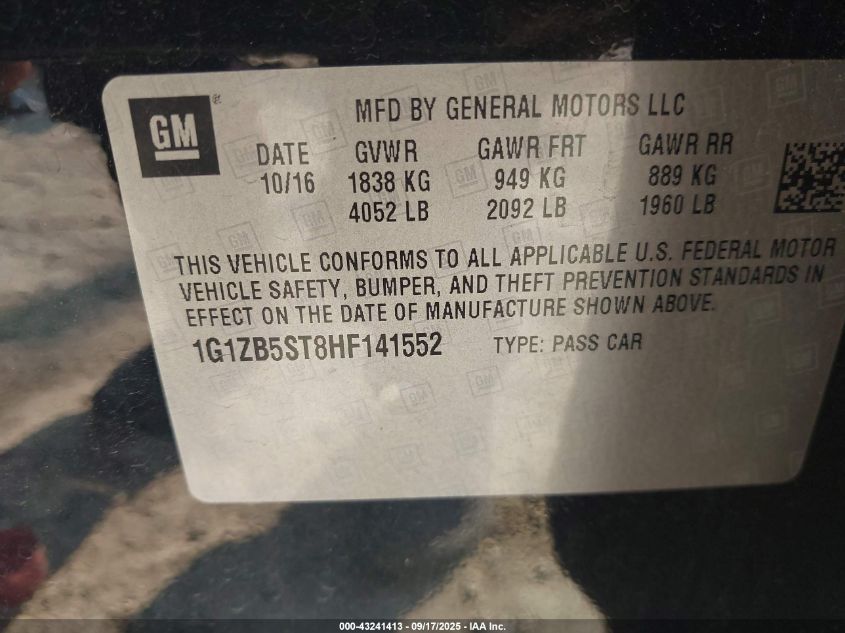 GM®
MFD BY GENERAL MOTORS LLC
DATE GVWR GAWR FRT GAWR RR
10/16 1838 KG 949 KG 889 KG
4052 LB 2092 LB 1960 LB
THIS VEHICLE CONFORMS TO ALL APPLICABLE U.S. FEDERAL MOTOR
VEHICLE SAFETY, BUMPER, AND THEFT PREVENTION STANDARDS IN
EFFECT ON THE DATE OF MANUFACTURE SHOWN ABOVE.
1G1ZB5ST8HF141552 TYPE: PASS CAR
000-43241413 - 09/17/2025 - IAA Inc.